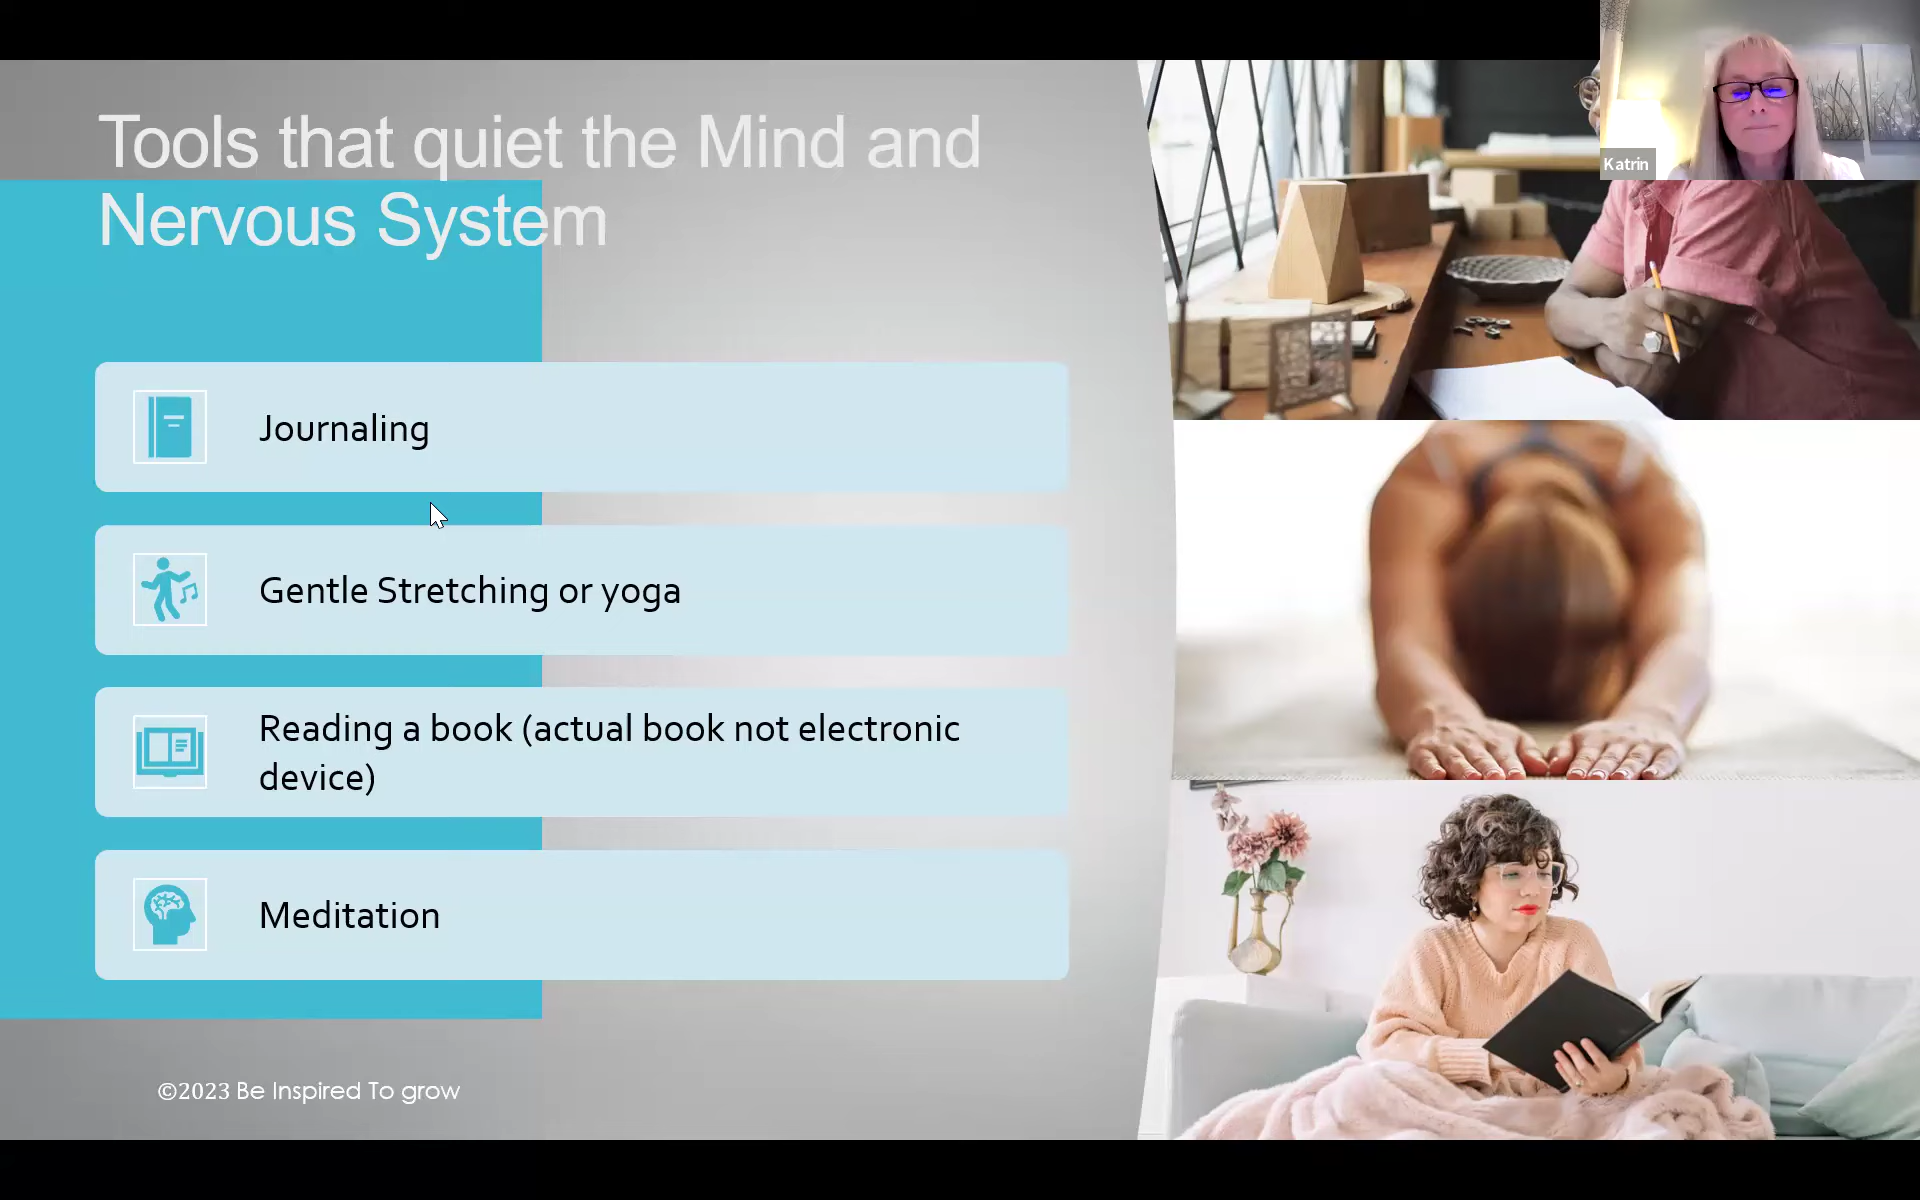 Tools that quiet the Mind and
Nervous System
Journaling
Gentle Stretching or yoga
Reading a book (actual book not electronic
device)
Meditation
©2023 Be Inspired To grow
Katrin